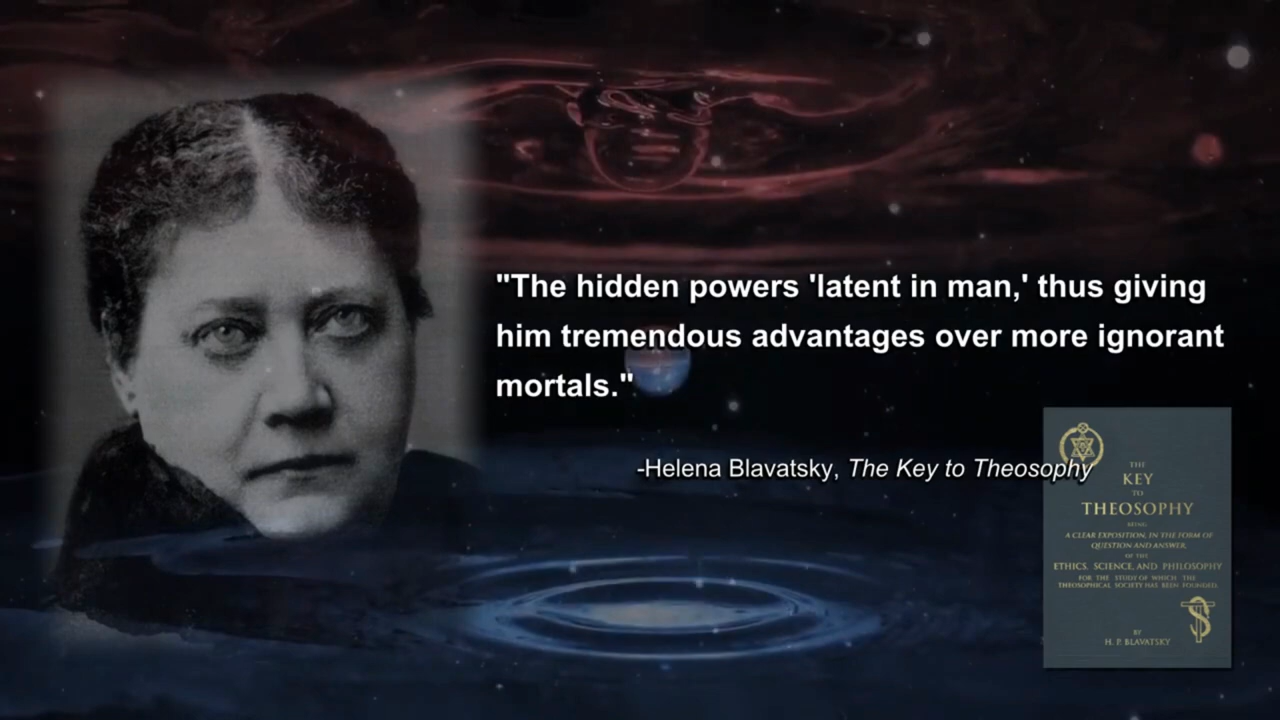 "The hidden powers 'latent in man,' thus giving
him tremendous advantages over more ignorant
mortals."
-Helena Blavatsky, The Key to Theosophy
THE
KEY
TO
THEOSOPHY
BEING
A CLEAR EXPOSITION, IN THE FORM OF
QUESTION AND ANSWER,
OF THE
ETHICS, SCIENCE, AND PHILOSOPHY
FOR THE STUDY OF WHICH THE
THEOSOPHICAL SOCIETY HAS BEEN FOUNDED.
BY
H. P. BLAVATSKY